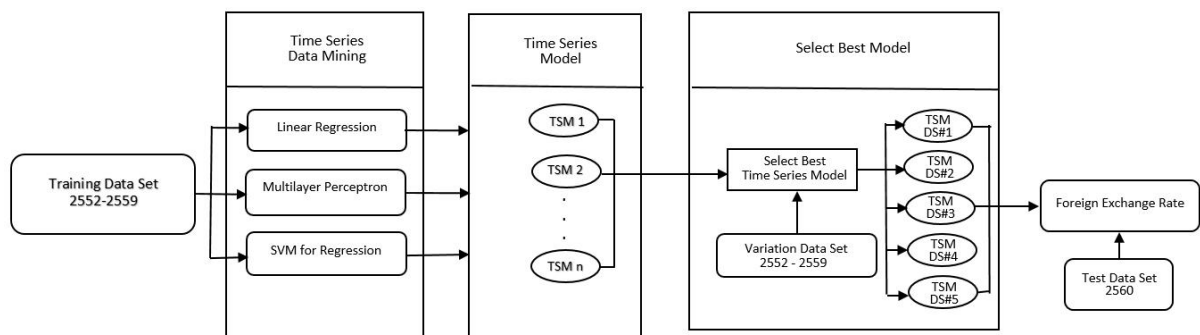 Time Series
Data Mining
Time Series
Model
Select Best Model
Training Data Set
2552-2559
Linear Regression
Multilayer Perceptron
SVM for Regression
TSM 1
TSM 2
.
.
.
TSM n
Select Best
Time Series Model
Variation Data Set
2552 - 2559
TSM
DS#1
TSM
DS#2
TSM
DS#3
TSM
DS#4
TSM
DS#5
Foreign Exchange Rate
Test Data Set
2560